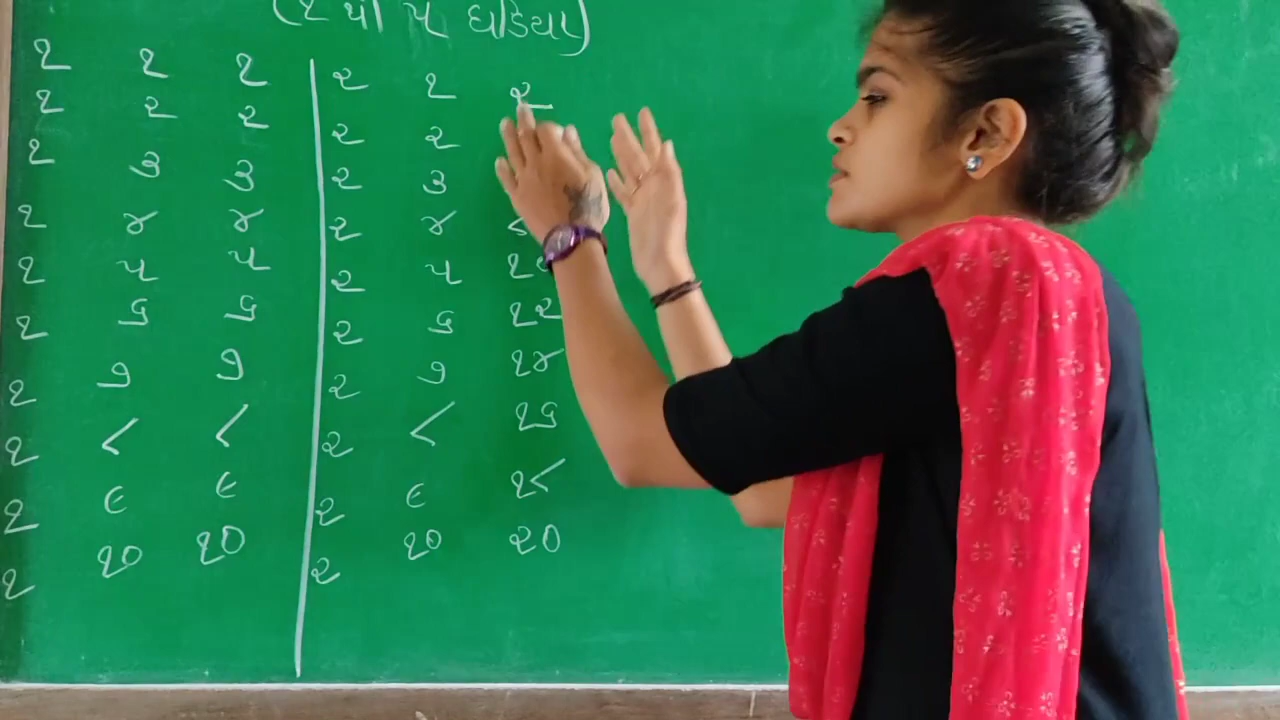 (૧ થી ૫ ઘડિયા)
૧ ૧ ૧ ૨ ૧ ૨
૧ ૨ ૨ ૨ ૨
૧ ૩ ૩ ૨ ૩
૧ ૪ ૪ ૨ ૪
૧ ૫ ૫ ૨ ૫
૧ ૬ ૬ ૨ ૬ ૧૨
૧ ૭ ૭ ૨ ૭ ૧૪
૧ ૮ ૮ ૨ ૮ ૧૬
૧ ૯ ૯ ૨ ૯ ૧૮
૧ ૧૦ ૧૦ ૨ ૧૦ ૨૦